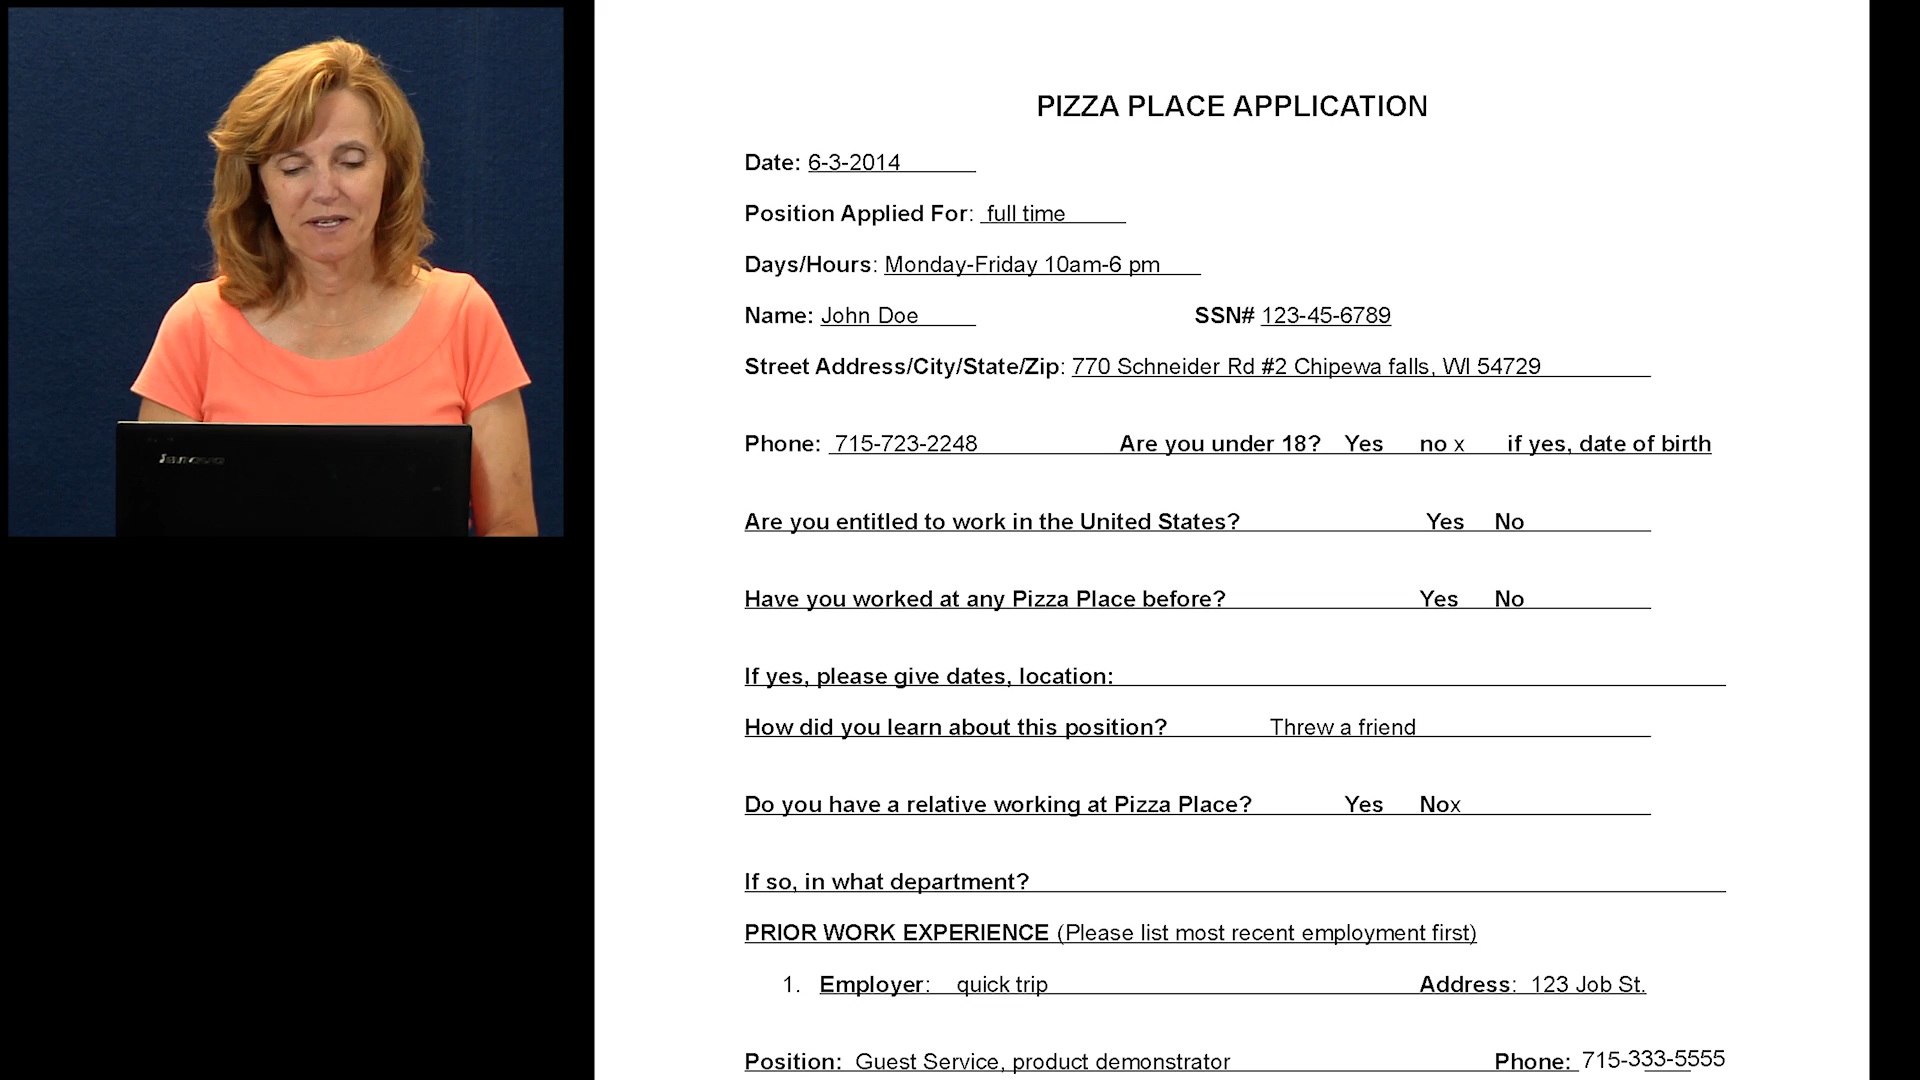 lenovo
PIZZA PLACE APPLICATION
Date: 6-3-2014
Position Applied For: full time
Days/Hours: Monday-Friday 10am-6 pm
Name: John Doe SSN# 123-45-6789
Street Address/City/State/Zip: 770 Schneider Rd #2 Chipewa falls, WI 54729
Phone: 715-723-2248 Are you under 18? Yes no x if yes, date of birth
Are you entitled to work in the United States? Yes No
Have you worked at any Pizza Place before? Yes No
If yes, please give dates, location:
How did you learn about this position? Threw a friend
Do you have a relative working at Pizza Place? Yes Nox
If so, in what department?
PRIOR WORK EXPERIENCE (Please list most recent employment first)
1. Employer: quick trip Address: 123 Job St.
Position: Guest Service, product demonstrator Phone: 715-333-5555